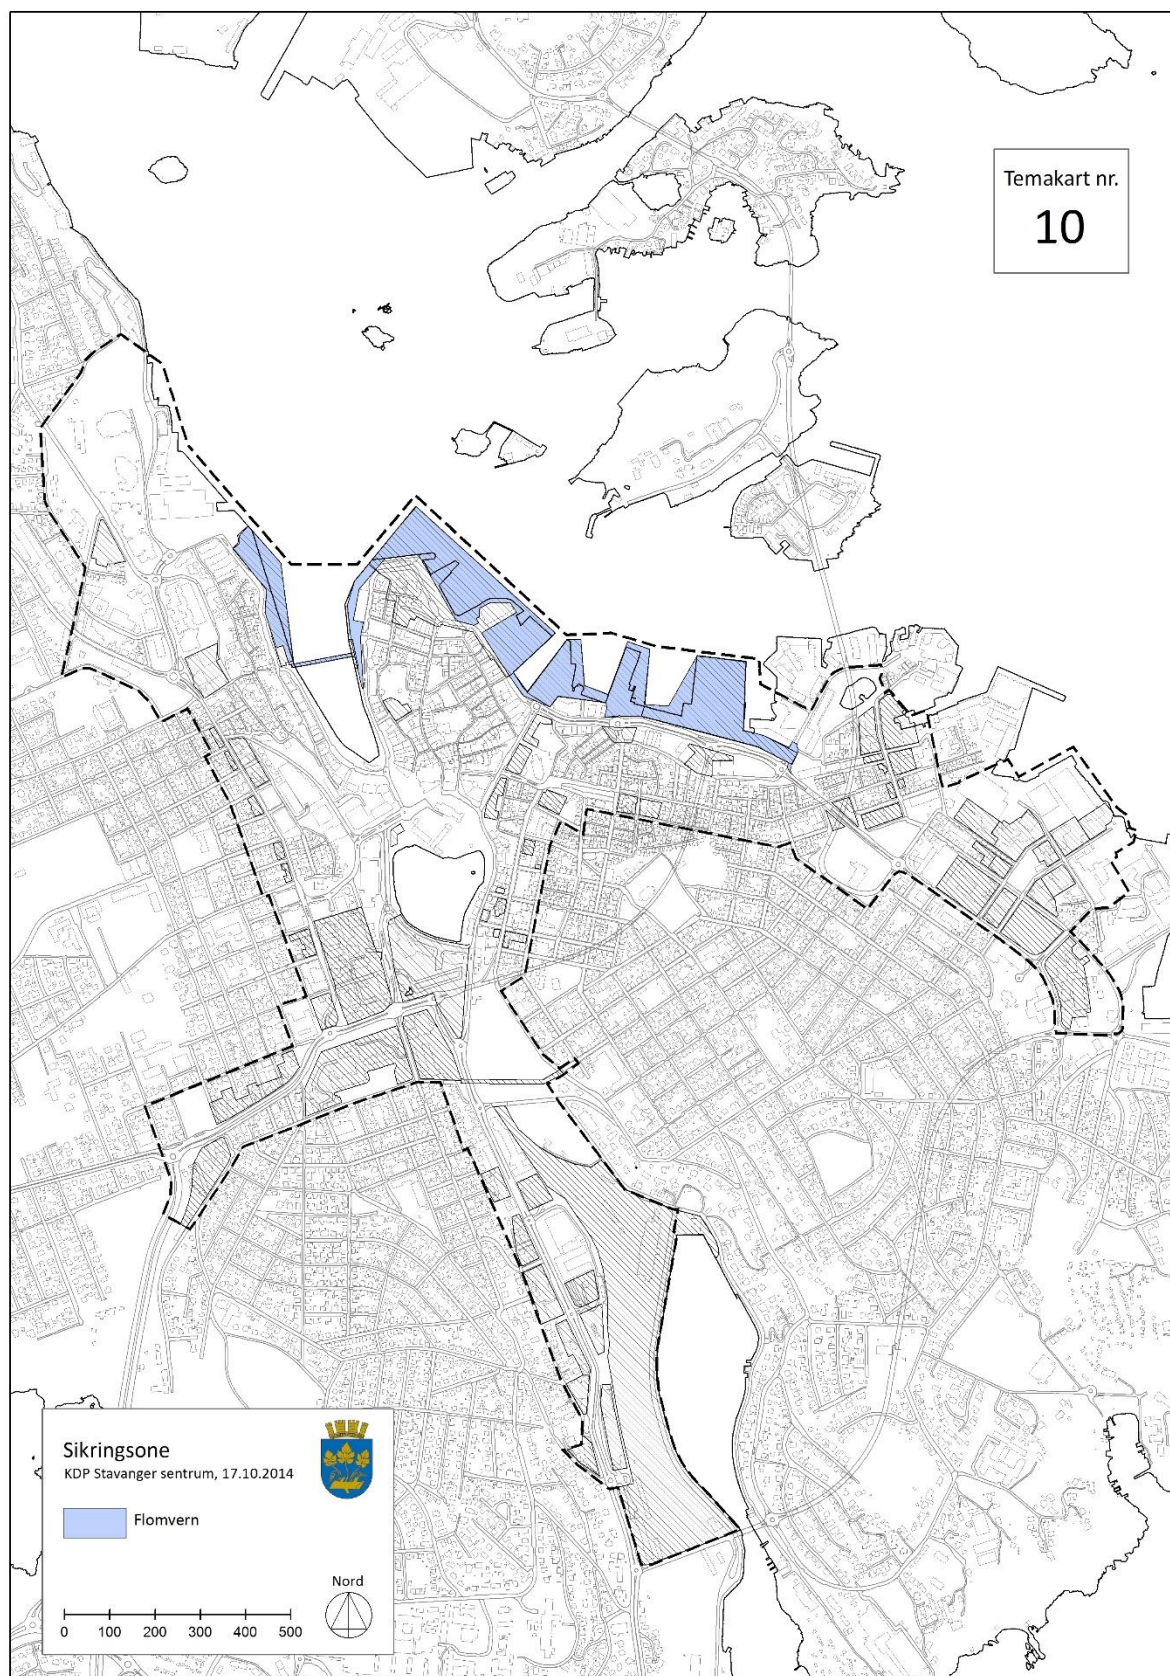 Temakart nr.
10
Sikringsone
KDP Stavanger sentrum, 17.10.2014
Flomvern
Nord
0 100 200 300 400 500